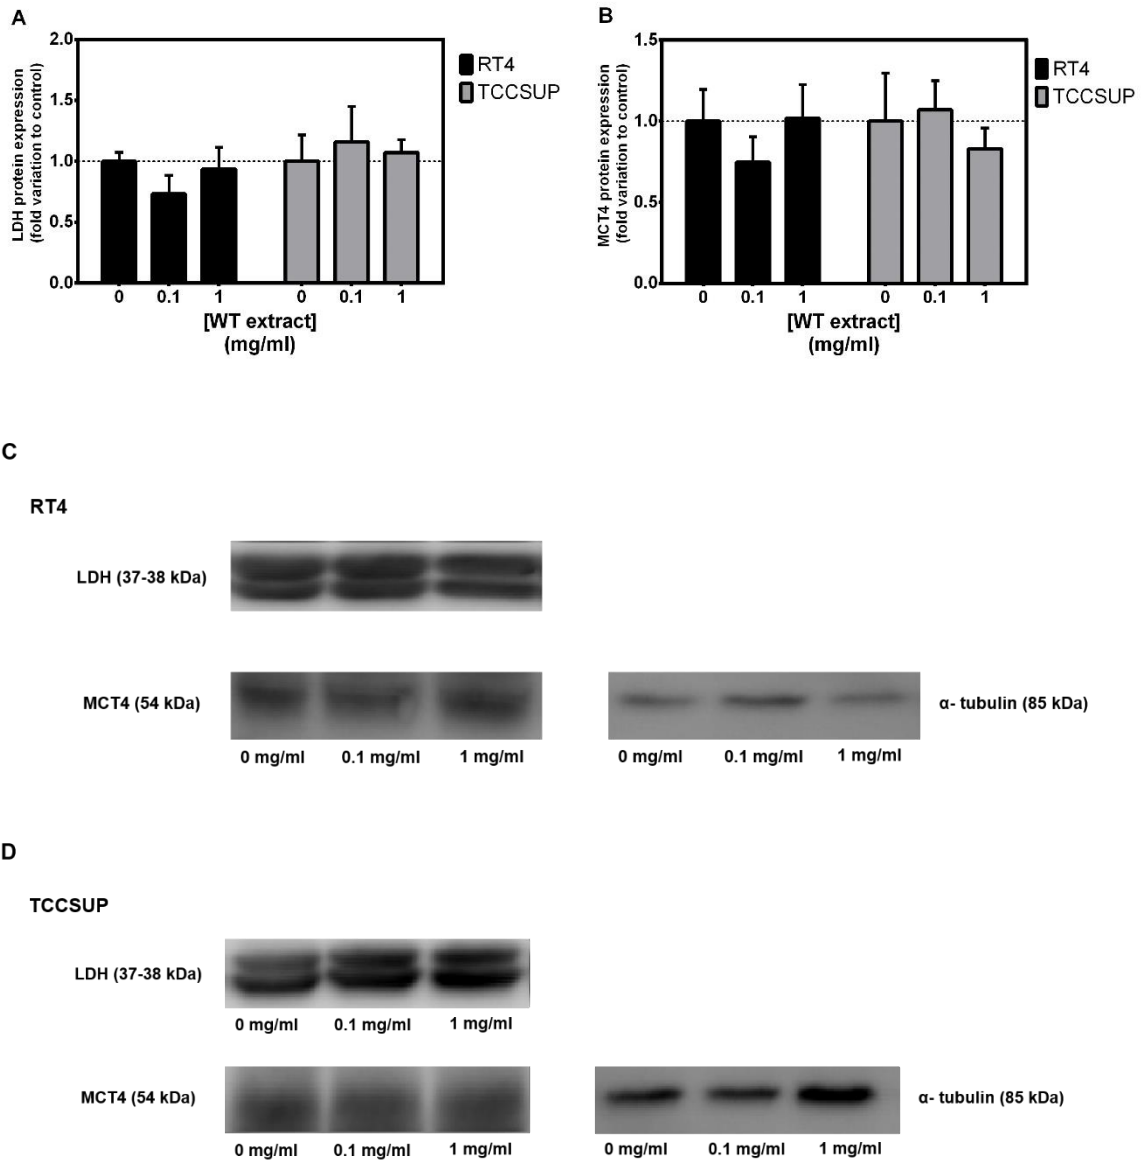 A
2.0
1.5
1.0
0.5
0.0
LDH protein expression
(fold variation to control)
0 0.1 1 0 0.1 1
[WT extract]
(mg/ml)
RT4
TCCSUP
B
1.5
1.0
0.5
0.0
MCT4 protein expression
(fold variation to control)
0 0.1 1 0 0.1 1
[WT extract]
(mg/ml)
RT4
TCCSUP
C
RT4
LDH (37-38 kDa)
MCT4 (54 kDa)
α- tubulin (85 kDa)
0 mg/ml 0.1 mg/ml 1 mg/ml 0 mg/ml 0.1 mg/ml 1 mg/ml
D
TCCSUP
LDH (37-38 kDa)
0 mg/ml 0.1 mg/ml 1 mg/ml
MCT4 (54 kDa)
α- tubulin (85 kDa)
0 mg/ml 0.1 mg/ml 1 mg/ml 0 mg/ml 0.1 mg/ml 1 mg/ml